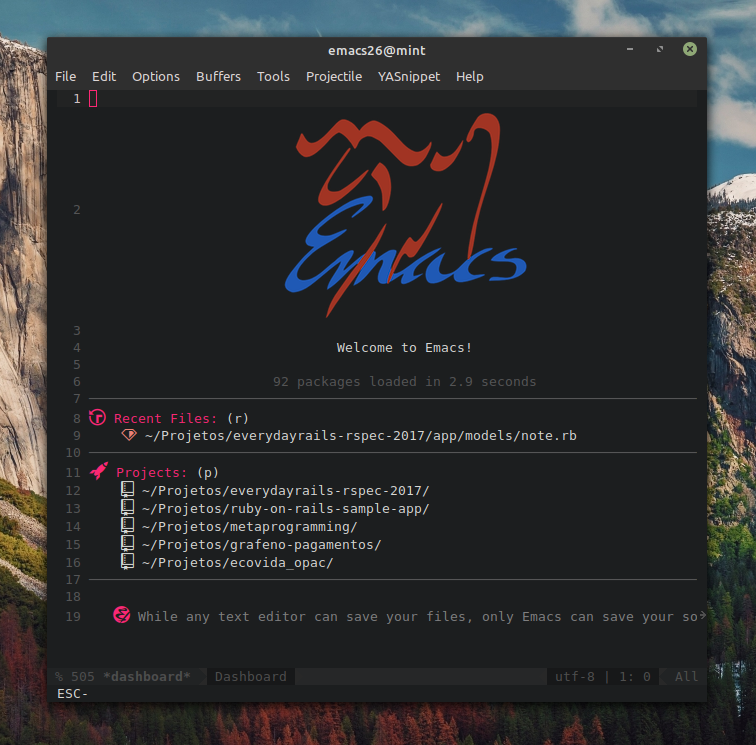 emacs26@mint
File Edit Options Buffers Tools Projectile YASnippet Help
1
2
Emacs
3
4 Welcome to Emacs!
5
6 92 packages loaded in 2.9 seconds
7
8 Recent Files: (r)
9 ~/Projetos/everydayrails-rspec-2017/app/models/note.rb
10
11 Projects: (p)
12 ~/Projetos/everydayrails-rspec-2017/
13 ~/Projetos/ruby-on-rails-sample-app/
14 ~/Projetos/metaprogramming/
15 ~/Projetos/grafeno-pagamentos/
16 ~/Projetos/ecovida_opac/
17
18
19 While any text editor can save your files, only Emacs can save your so
% 505 *dashboard* Dashboard utf-8 | 1: 0 All
ESC-